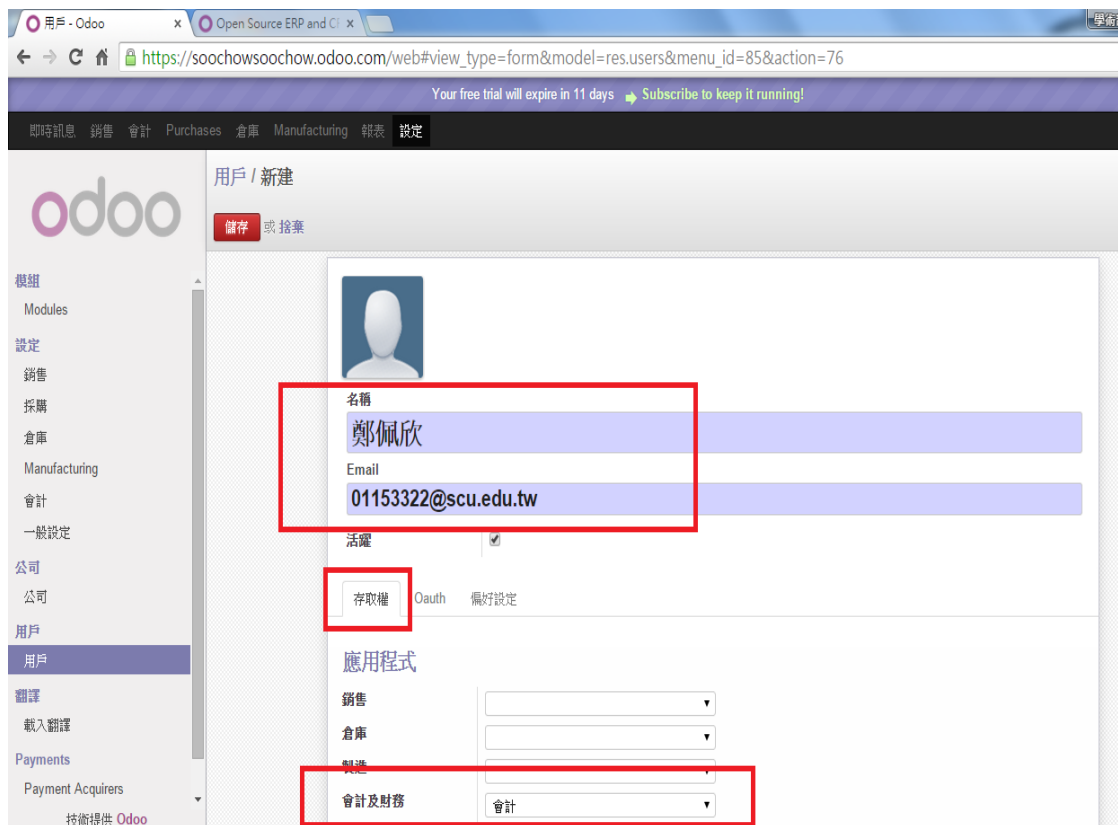 用戶 - Odoo
Open Source ERP and C
學術
https://soochowsoochow.odoo.com/web#view_type=form&model=res.users&menu_id=85&action=76
Your free trial will expire in 11 days Subscribe to keep it running!
即時訊息 銷售 會計 Purchases 倉庫 Manufacturing 報表 設定
odoo
用戶 / 新建
儲存 或 捨棄
模組
Modules
設定
銷售
採購
倉庫
Manufacturing
會計
一般設定
公司
公司
用戶
用戶
翻譯
載入翻譯
Payments
Payment Acquirers
技術提供 Odoo
名稱
鄭佩欣
Email
01153322@scu.edu.tw
活躍
存取權 Oauth 偏好設定
應用程式
銷售
倉庫
製造
會計及財務 會計